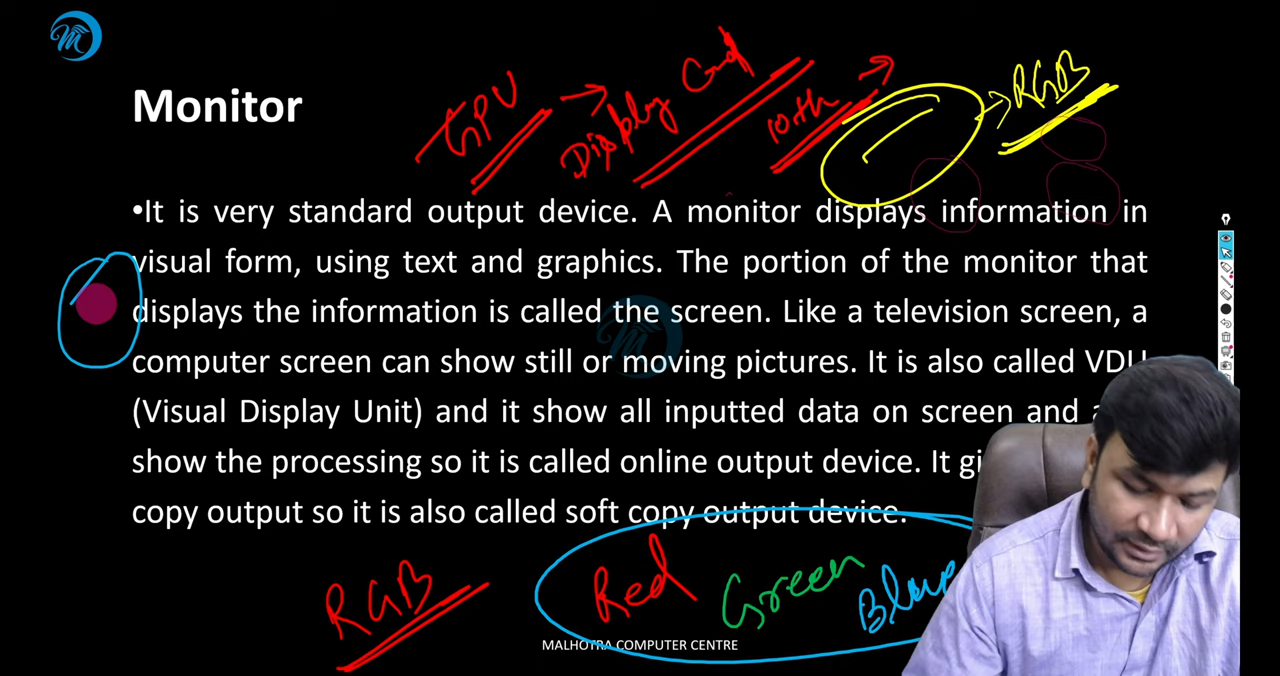 GPU → Display Card 10th → → RGB
Monitor
•It is very standard output device. A monitor displays information in
visual form, using text and graphics. The portion of the monitor that
displays the information is called the screen. Like a television screen, a
computer screen can show still or moving pictures. It is also called VDU
(Visual Display Unit) and it show all inputted data on screen and a
show the processing so it is called online output device. It gi
copy output so it is also called soft copy output device.
RGB Red Green Blue
MALHOTRA COMPUTER CENTRE